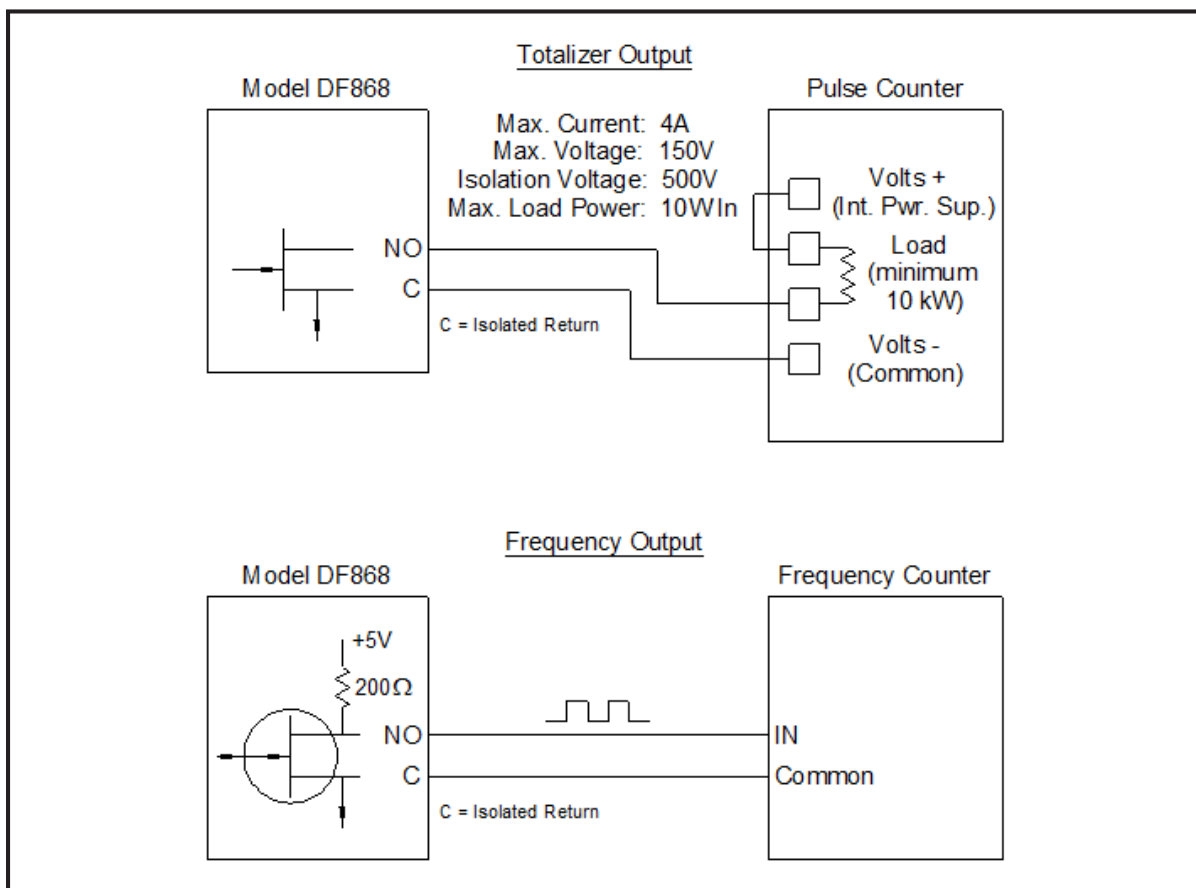 Totalizer Output
Model DF868
Pulse Counter
Max. Current: 4A
Max. Voltage: 150V
Isolation Voltage: 500V
Max. Load Power: 10W In
Volts +
(Int. Pwr. Sup.)
NO
Load
(minimum
10 kW)
C
C = Isolated Return
Volts -
(Common)
Frequency Output
Model DF868
Frequency Counter
+5V
200Ω
NO
IN
C
Common
C = Isolated Return